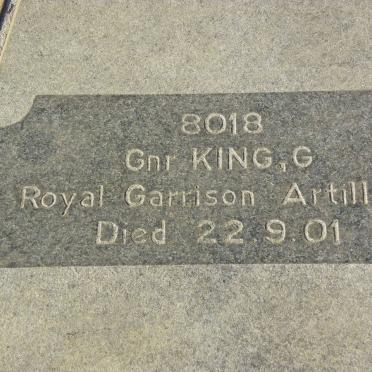 8018
Gnr KING, G
Royal Garrison Artill
Died 22.9.01